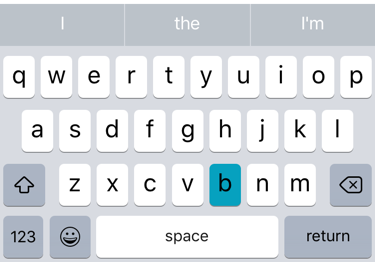 I the I'm
q w e r t y u i o p
a s d f g h j k l
z x c v b n m
123 space return